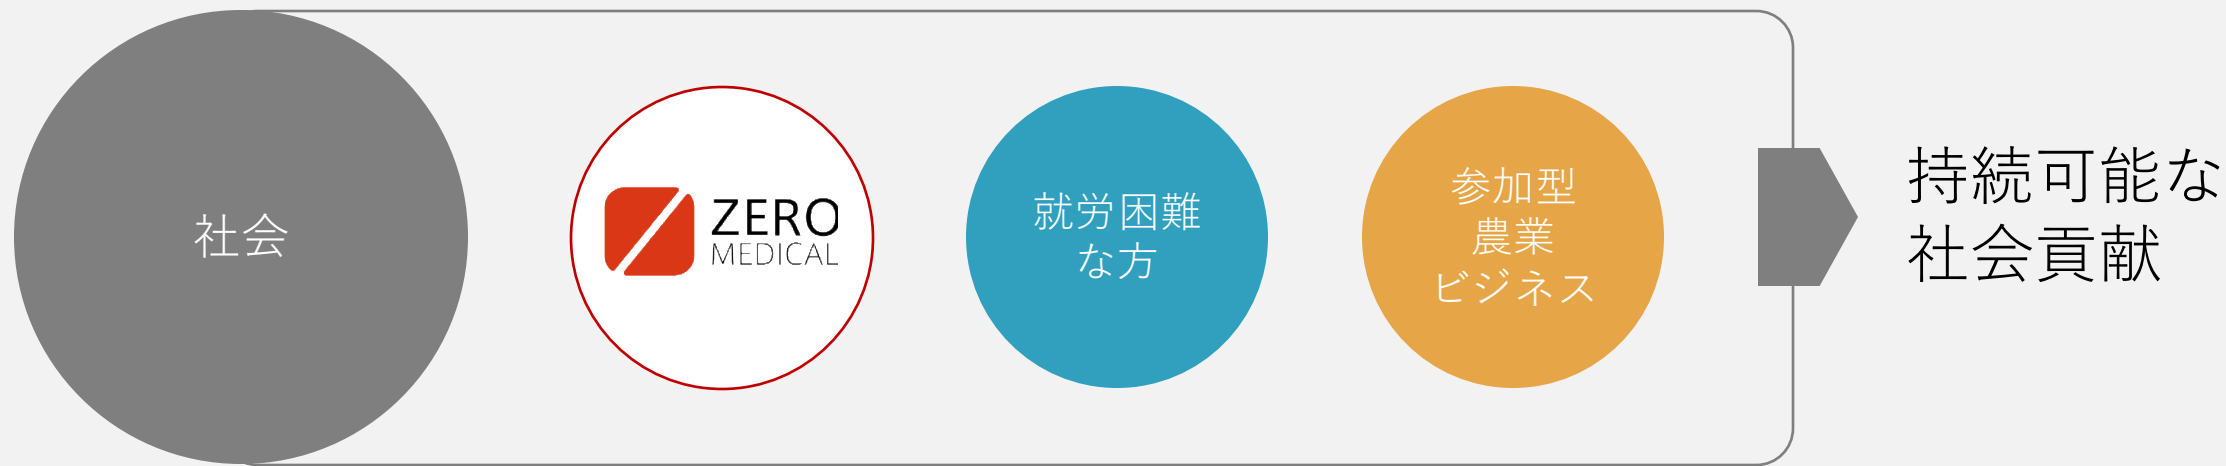 社会
ZERO
MEDICAL
就労困難
な方
参加型
農業
ビジネス
持続可能な
社会貢献